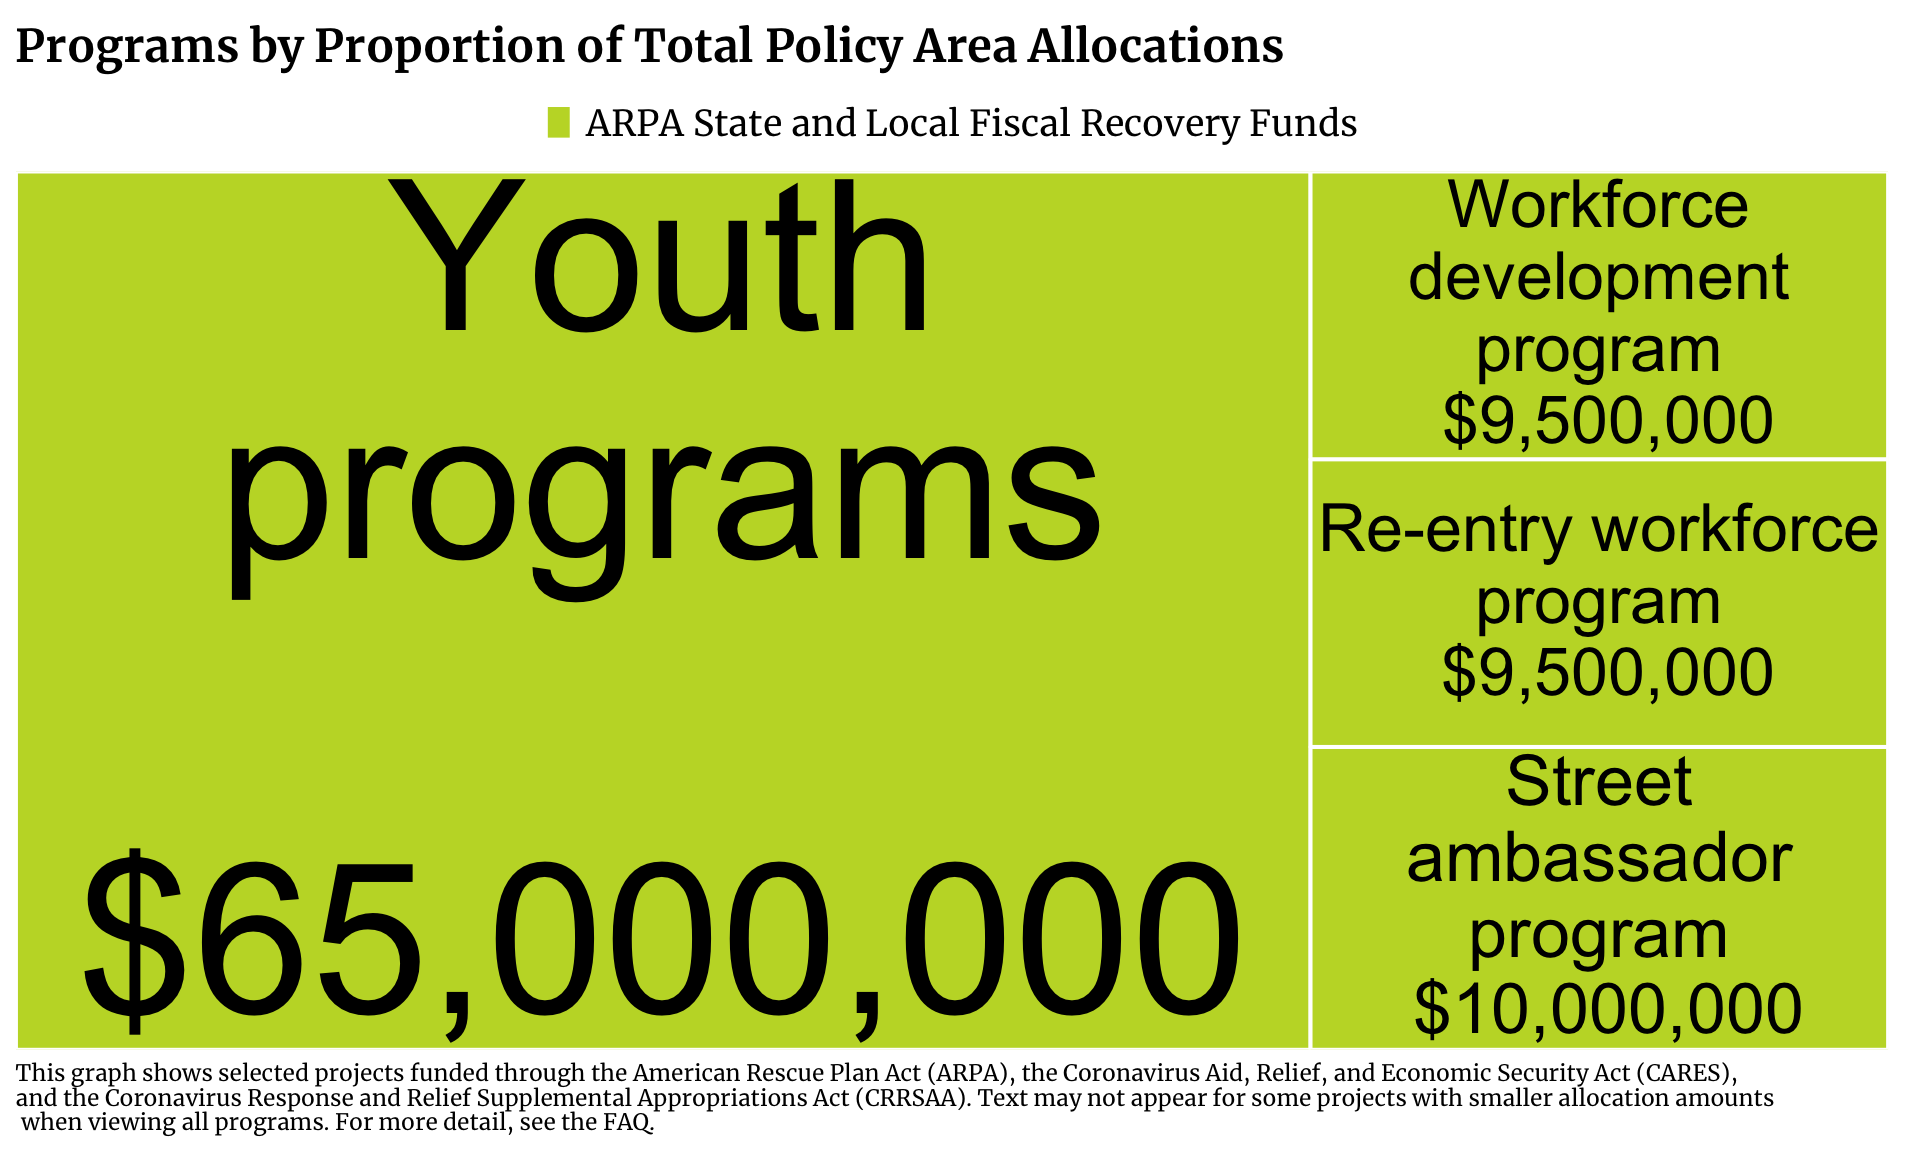 Programs by Proportion of Total Policy Area Allocations
ARPA State and Local Fiscal Recovery Funds
Youth
programs
$65,000,000
Workforce
development
program
$9,500,000
Re-entry workforce
program
$9,500,000
Street
ambassador
program
$10,000,000
This graph shows selected projects funded through the American Rescue Plan Act (ARPA), the Coronavirus Aid, Relief, and Economic Security Act (CARES),
and the Coronavirus Response and Relief Supplemental Appropriations Act (CRRSAA). Text may not appear for some projects with smaller allocation amounts
when viewing all programs. For more detail, see the FAQ.